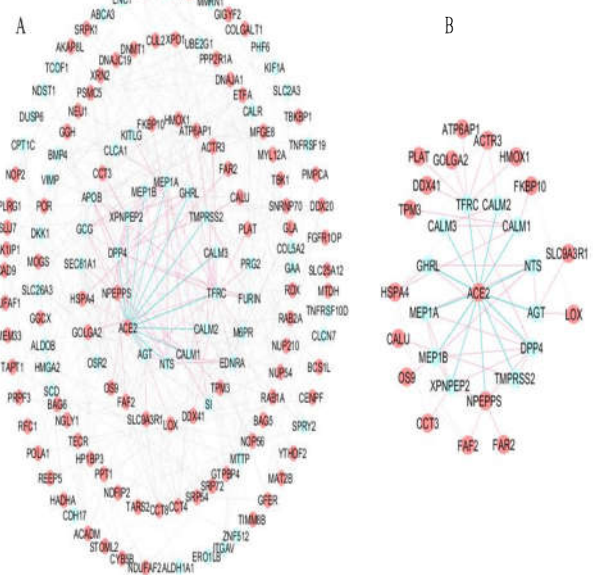 A
B
ABCA3
GIGYF2
SRPK1
COLGALT1
AKAP8L
CUL2
XPO1
UBE2G1
PHF6
DNMT1
PPP2R1A
TCOF1
DNAJC19
KIF1A
XRN2
DNAJA1
NDST1
PSMC5
ETFA
SLC2A3
NEU1
CALR
DUSP6
FKBP10
HMOX1
TBKBP1
GGH
KITLG
ATP6AP1
MFGE8
CPT1C
CLCA1
ACTR3
TNFRSF19
BMP4
MYL12A
NOP2
CCT3
MEP1A
FAR2
TBK1
PMPCA
VIMP
MEP1B
GHRL
APOB
CALU
PLRG1
POR
XPNPEP2
TMPRSS2
SNRNP70
DDX20
DKK1
GCG
PLAT
GLA
FGFR1OP
DPP4
CALM3
COL5A2
MOGS
SEC61A1
PRG2
GAA
SLC25A12
SLC26A3
HSPA4
NPEPPS
TFRC
FURIN
MTDH
GGCX
RAB2A
TNFRSF10D
GOLGA2
ACE2
CALM2
M6PR
CLCN7
ALDOB
NUP210
TAPT1
HMGA2
OSR2
AGT
CALM1
NTS
EDNRA
NUP54
BCS1L
SCD
OS9
TPM3
PRPF3
BAG6
FAF2
SI
RAB1A
CENPF
RFC1
NGLY1
SLC9A3R1
LOX
DDX41
BAG5
SPRY2
POLA1
TECR
NOP56
YTHDF2
HP1BP3
MTTP
REEP5
PPT1
GTPBP4
MAT2B
HADHA
NDFIP2
SRP72
SRP54
GFER
CDH17
TARS2
CCT8
CCT4
TIMM8B
ACADM
ZNF512
STOML2
ITGAV
CYB5B
ERO1LB
NDUFAF2
ALDH1A1
ATP6AP1
ACTR3
PLAT
GOLGA2
HMOX1
DDX41
FKBP10
TPM3
TFRC
CALM2
CALM3
CALM1
SLC9A3R1
GHRL
NTS
HSPA4
ACE2
MEP1A
AGT
LOX
CALU
DPP4
MEP1B
OS9
XPNPEP2
TMPRSS2
NPEPPS
CCT3
FAF2
FAR2